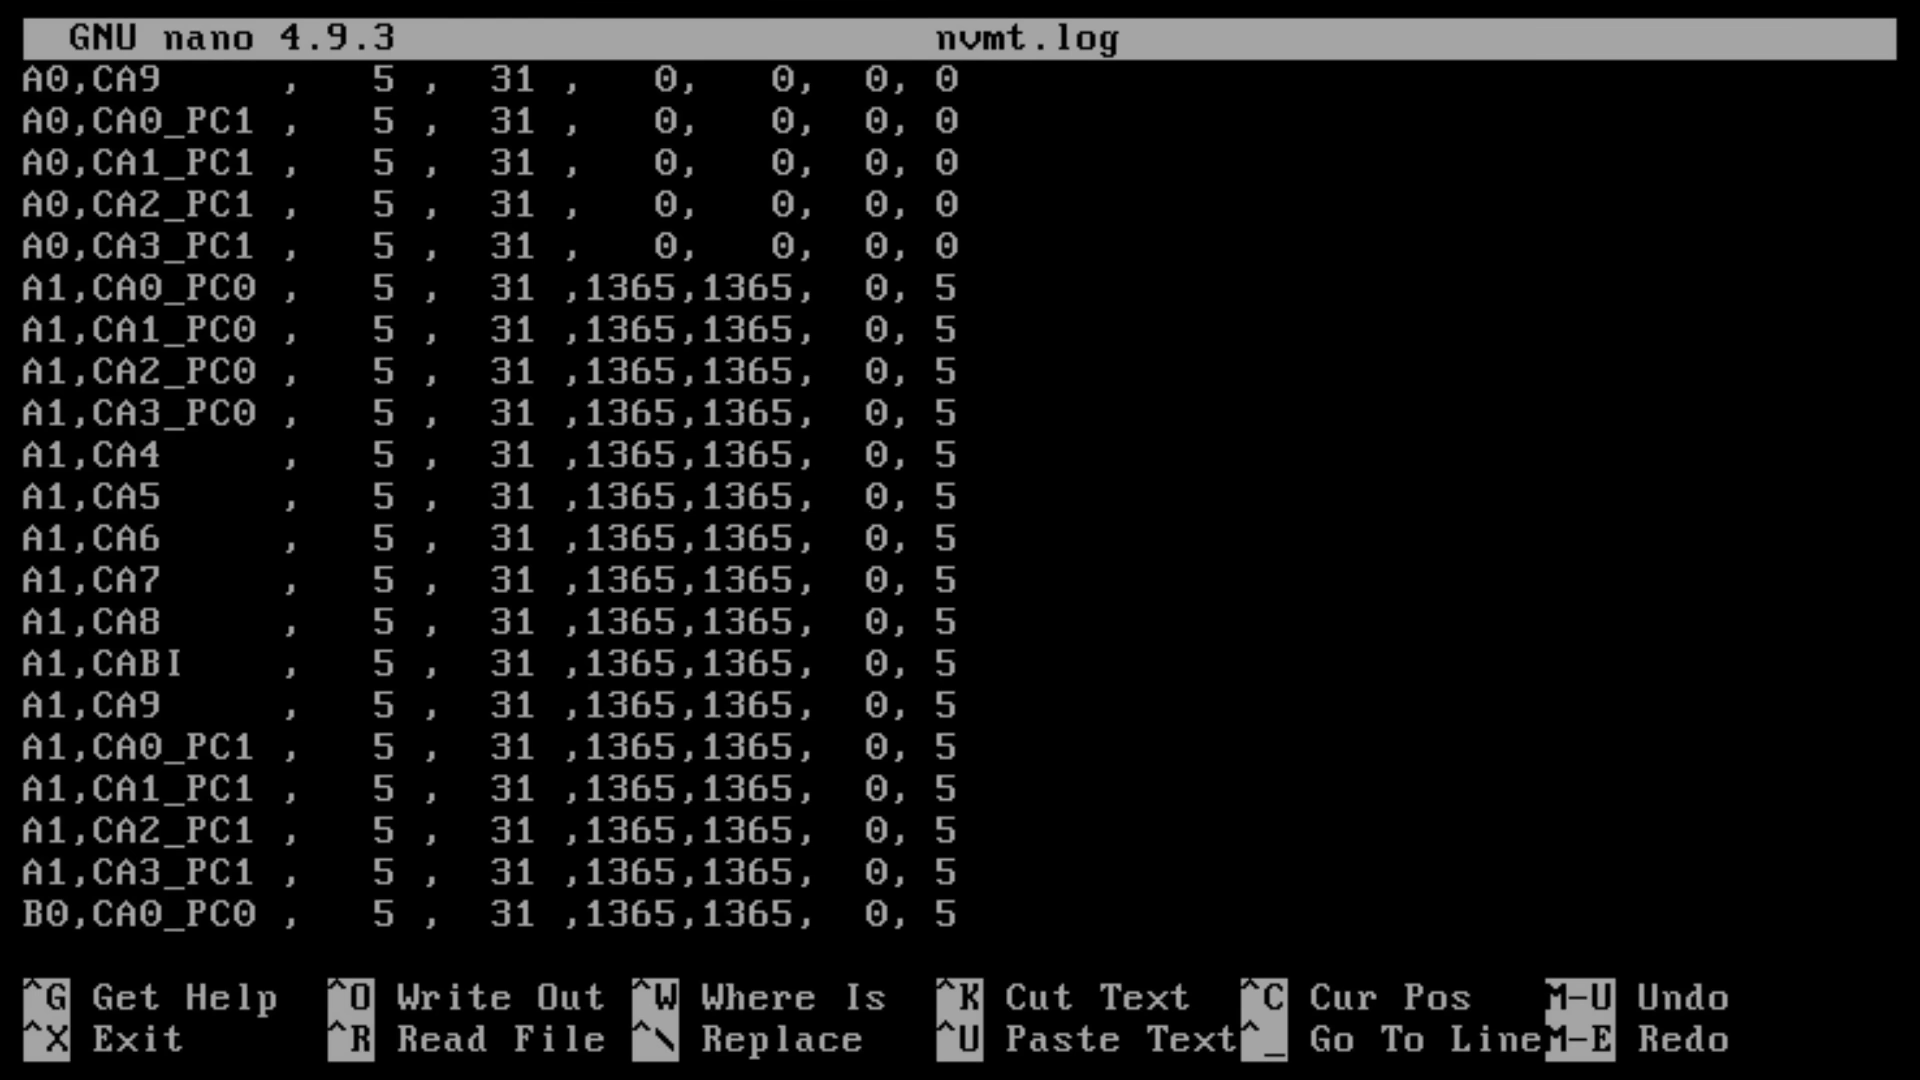 GNU nano 4.9.3                       nvmt.log
A0,CA9     ,   5 ,  31 ,   0,   0,  0, 0
A0,CA0_PC1 ,   5 ,  31 ,   0,   0,  0, 0
A0,CA1_PC1 ,   5 ,  31 ,   0,   0,  0, 0
A0,CA2_PC1 ,   5 ,  31 ,   0,   0,  0, 0
A0,CA3_PC1 ,   5 ,  31 ,   0,   0,  0, 0
A1,CA0_PC0 ,   5 ,  31 ,1365,1365,  0, 5
A1,CA1_PC0 ,   5 ,  31 ,1365,1365,  0, 5
A1,CA2_PC0 ,   5 ,  31 ,1365,1365,  0, 5
A1,CA3_PC0 ,   5 ,  31 ,1365,1365,  0, 5
A1,CA4     ,   5 ,  31 ,1365,1365,  0, 5
A1,CA5     ,   5 ,  31 ,1365,1365,  0, 5
A1,CA6     ,   5 ,  31 ,1365,1365,  0, 5
A1,CA7     ,   5 ,  31 ,1365,1365,  0, 5
A1,CA8     ,   5 ,  31 ,1365,1365,  0, 5
A1,CABI    ,   5 ,  31 ,1365,1365,  0, 5
A1,CA9     ,   5 ,  31 ,1365,1365,  0, 5
A1,CA0_PC1 ,   5 ,  31 ,1365,1365,  0, 5
A1,CA1_PC1 ,   5 ,  31 ,1365,1365,  0, 5
A1,CA2_PC1 ,   5 ,  31 ,1365,1365,  0, 5
A1,CA3_PC1 ,   5 ,  31 ,1365,1365,  0, 5
B0,CA0_PC0 ,   5 ,  31 ,1365,1365,  0, 5
^G Get Help  ^O Write Out ^W Where Is  ^K Cut Text  ^C Cur Pos   M-U Undo
^X Exit      ^R Read File ^\ Replace   ^U Paste Text^_ Go To LineM-E Redo